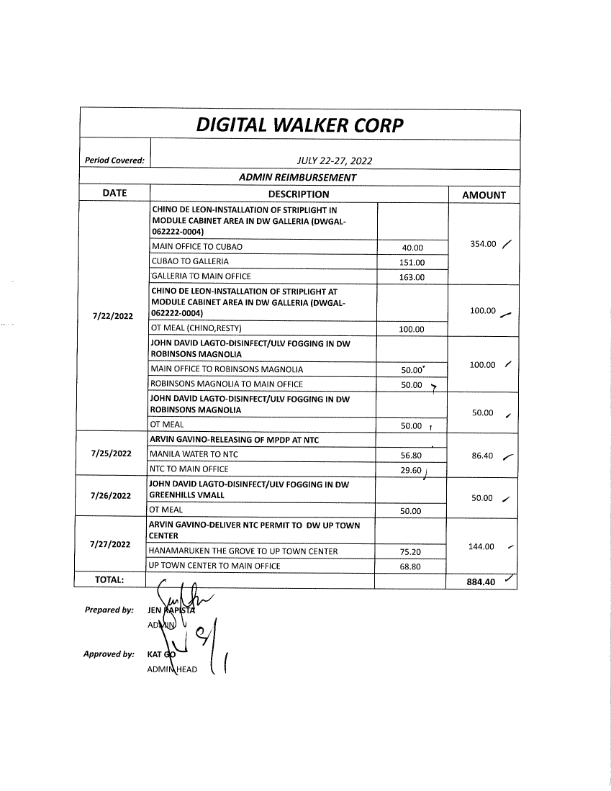 DIGITAL WALKER CORP
Period Covered: JULY 22-27, 2022
ADMIN REIMBURSEMENT
DATE DESCRIPTION AMOUNT
7/22/2022
CHINO DE LEON-INSTALLATION OF STRIPLIGHT IN
MODULE CABINET AREA IN DW GALLERIA (DWGAL-
062222-0004)
354.00
MAIN OFFICE TO CUBAO 40.00
CUBAO TO GALLERIA 151.00
GALLERIA TO MAIN OFFICE 163.00
CHINO DE LEON-INSTALLATION OF STRIPLIGHT AT
MODULE CABINET AREA IN DW GALLERIA (DWGAL-
062222-0004)
100.00
OT MEAL (CHINO,RESTY) 100.00
JOHN DAVID LAGTO-DISINFECT/ULV FOGGING IN DW
ROBINSONS MAGNOLIA
100.00
MAIN OFFICE TO ROBINSONS MAGNOLIA 50.00
ROBINSONS MAGNOLIA TO MAIN OFFICE 50.00
JOHN DAVID LAGTO-DISINFECT/ULV FOGGING IN DW
ROBINSONS MAGNOLIA
50.00
OT MEAL 50.00
ARVIN GAVINO-RELEASING OF MPDP AT NTC
7/25/2022 MANILA WATER TO NTC 56.80 86.40
NTC TO MAIN OFFICE 29.60
JOHN DAVID LAGTO-DISINFECT/ULV FOGGING IN DW
7/26/2022 GREENHILLS VMALL 50.00
OT MEAL 50.00
ARVIN GAVINO-DELIVER NTC PERMIT TO DW UP TOWN
CENTER
7/27/2022 144.00
HANAMARUKEN THE GROVE TO UP TOWN CENTER 75.20
UP TOWN CENTER TO MAIN OFFICE 68.80
TOTAL: 884.40
Prepared by: JEN RAPISTA
ADMIN
Approved by: KAT GO
ADMIN HEAD